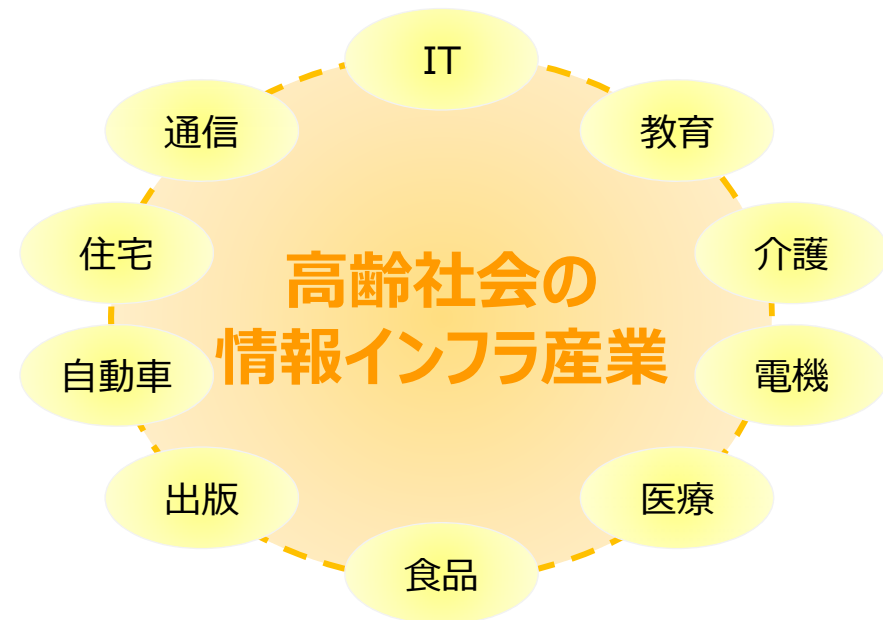 IT
通信
教育
住宅
介護
高齢社会の
情報インフラ産業
自動車
電機
出版
医療
食品